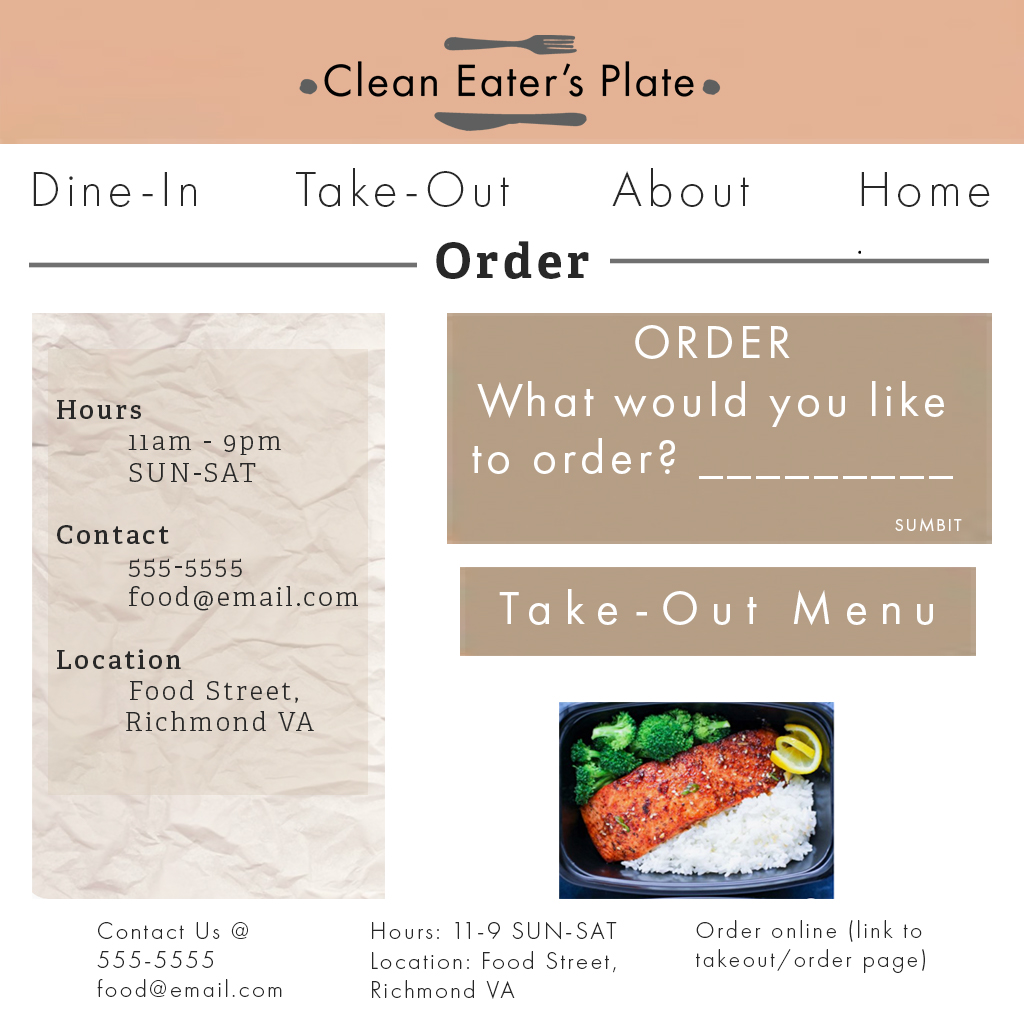 Clean Eater’s Plate
Dine-In Take-Out About Home
Order
Hours
11am - 9pm
SUN-SAT
Contact
555-5555
food@email.com
Location
Food Street,
Richmond VA
ORDER
What would you like
to order? _________
SUMBIT
Take-Out Menu
Contact Us @
555-5555
food@email.com
Hours: 11-9 SUN-SAT
Location: Food Street,
Richmond VA
Order online (link to
takeout/order page)